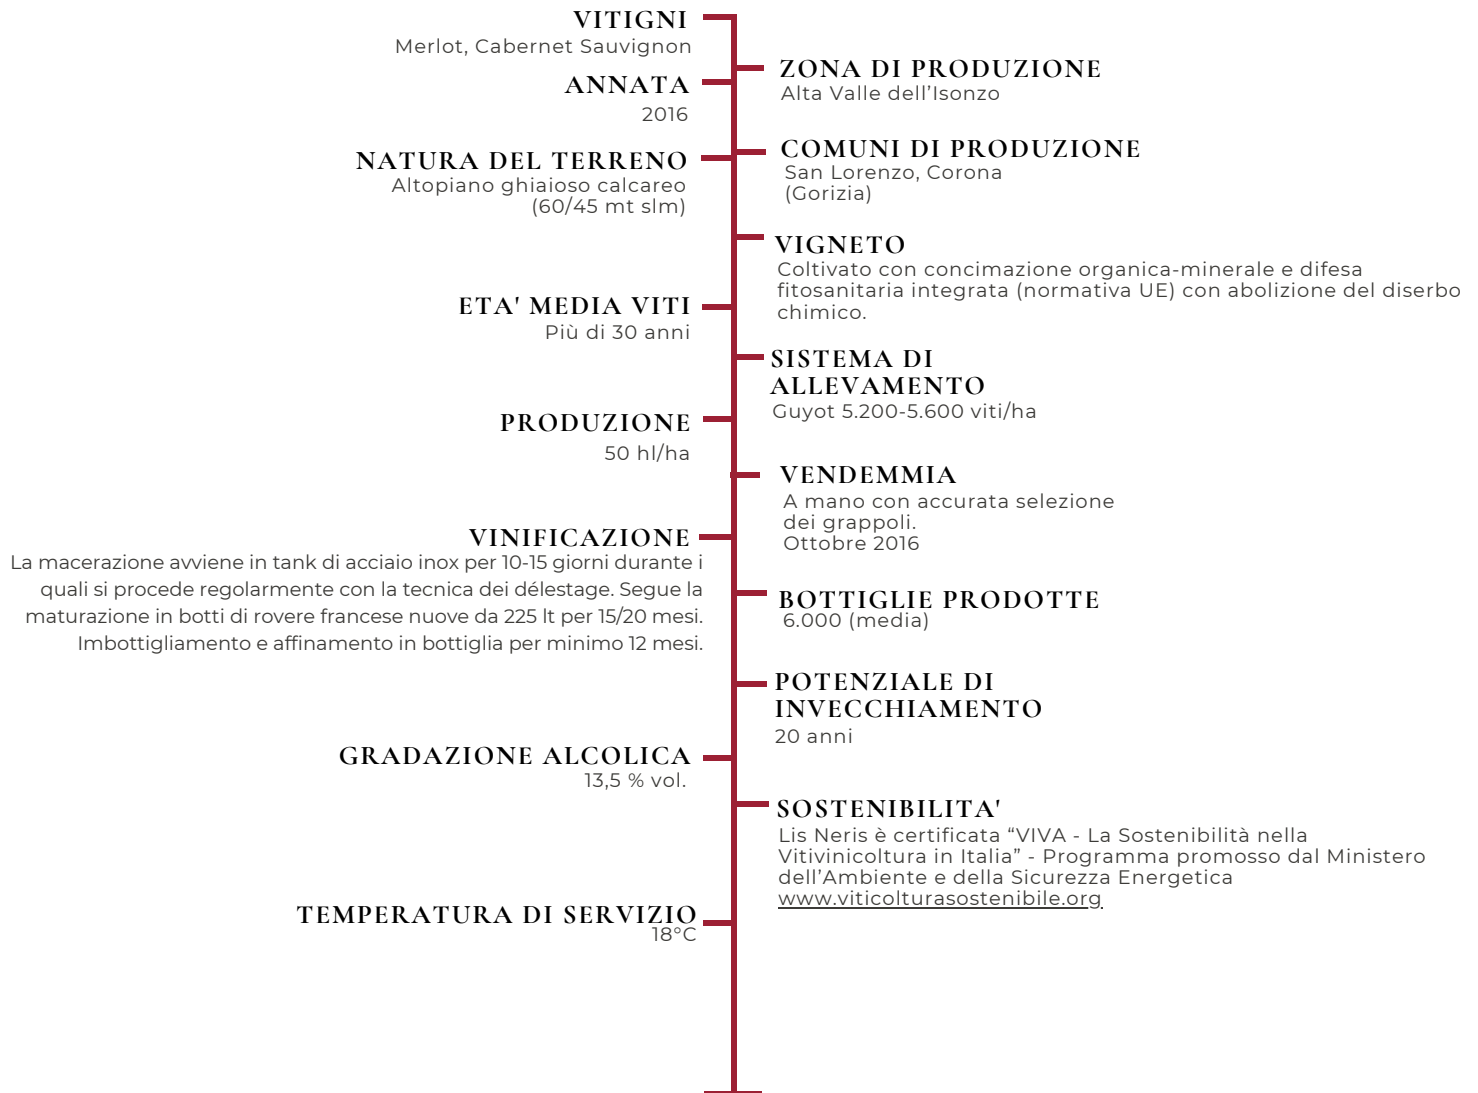 VITIGNI
Merlot, Cabernet Sauvignon
ANNATA
2016
NATURA DEL TERRENO
Altopiano ghiaioso calcareo
(60/45 mt slm)
ETA' MEDIA VITI
Più di 30 anni
PRODUZIONE
50 hl/ha
VINIFICAZIONE
La macerazione avviene in tank di acciaio inox per 10-15 giorni durante i
quali si procede regolarmente con la tecnica dei délestage. Segue la
maturazione in botti di rovere francese nuove da 225 lt per 15/20 mesi.
Imbottigliamento e affinamento in bottiglia per minimo 12 mesi.
GRADAZIONE ALCOLICA
13,5 % vol.
TEMPERATURA DI SERVIZIO
18°C
ZONA DI PRODUZIONE
Alta Valle dell’Isonzo
COMUNI DI PRODUZIONE
San Lorenzo, Corona
(Gorizia)
VIGNETO
Coltivato con concimazione organica-minerale e difesa
fitosanitaria integrata (normativa UE) con abolizione del diserbo
chimico.
SISTEMA DI
ALLEVAMENTO
Guyot 5.200-5.600 viti/ha
VENDEMMIA
A mano con accurata selezione
dei grappoli.
Ottobre 2016
BOTTIGLIE PRODOTTE
6.000 (media)
POTENZIALE DI
INVECCHIAMENTO
20 anni
SOSTENIBILITA'
Lis Neris è certificata “VIVA - La Sostenibilità nella
Vitivinicoltura in Italia” - Programma promosso dal Ministero
dell’Ambiente e della Sicurezza Energetica
www.viticolturasostenibile.org